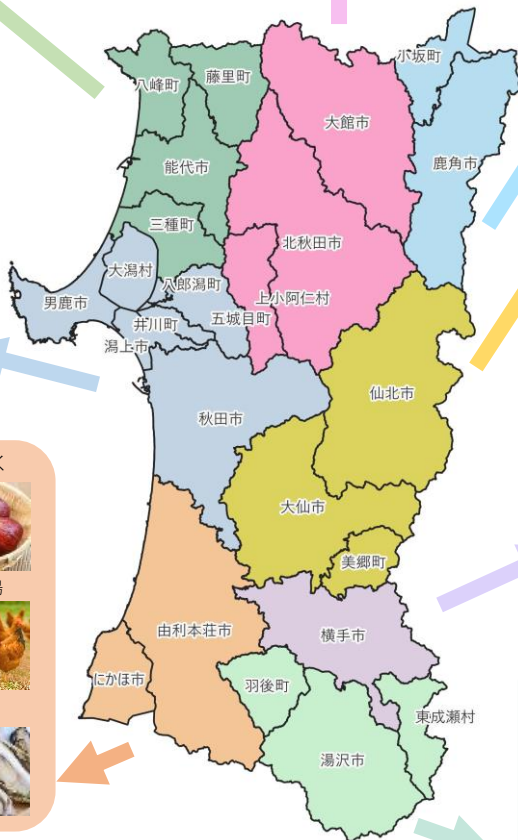 小坂町
八峰町
藤里町
大館市
鹿角市
能代市
三種町
北秋田市
大潟村
八郎潟町
上小阿仁村
男鹿市
井川町
五城目町
潟上市
仙北市
秋田市
大仙市
美郷町
由利本荘市
横手市
にかほ市
羽後町
東成瀬村
湯沢市